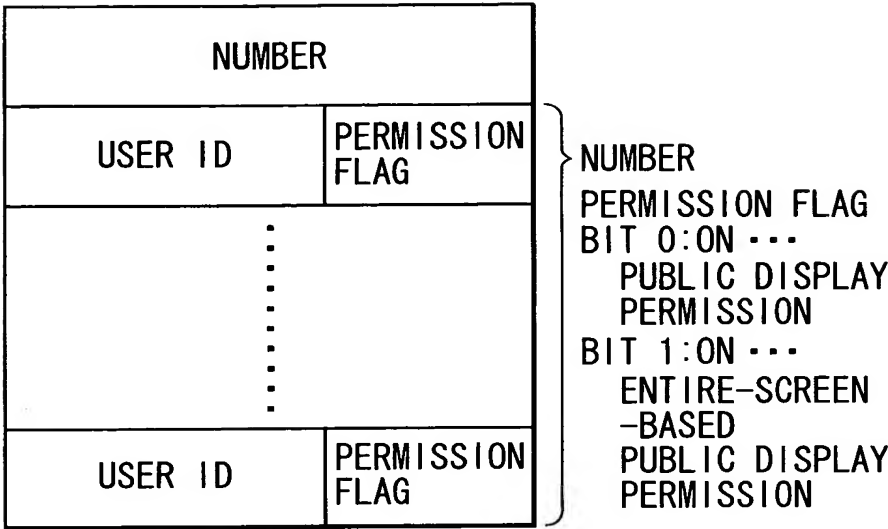 NUMBER
USER ID
PERMISSION
FLAG
USER ID
PERMISSION
FLAG
NUMBER
PERMISSION FLAG
BIT 0:ON ･･･
PUBLIC DISPLAY
PERMISSION
BIT 1:ON ･･･
ENTIRE-SCREEN
-BASED
PUBLIC DISPLAY
PERMISSION